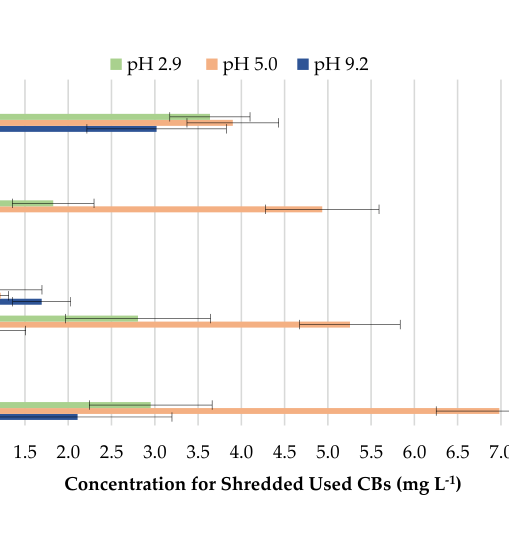 pH 2.9 pH 5.0 pH 9.2
1.5 2.0 2.5 3.0 3.5 4.0 4.5 5.0 5.5 6.0 6.5 7.0
Concentration for Shredded Used CBs (mg L⁻¹)